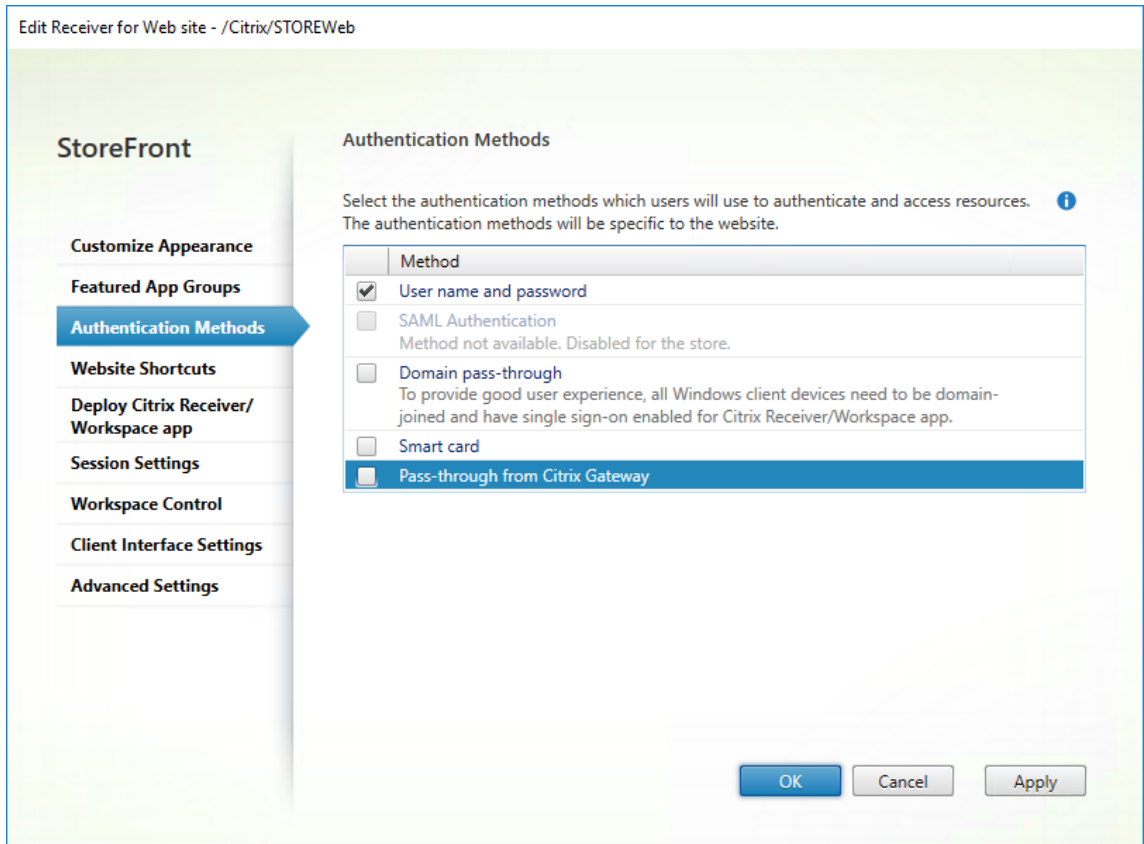 Edit Receiver for Web site - /Citrix/STOREWeb
StoreFront
Customize Appearance
Featured App Groups
Authentication Methods
Website Shortcuts
Deploy Citrix Receiver/
Workspace app
Session Settings
Workspace Control
Client Interface Settings
Advanced Settings
Authentication Methods
Select the authentication methods which users will use to authenticate and access resources.
The authentication methods will be specific to the website.
Method
User name and password
SAML Authentication
Method not available. Disabled for the store.
Domain pass-through
To provide good user experience, all Windows client devices need to be domain-
joined and have single sign-on enabled for Citrix Receiver/Workspace app.
Smart card
Pass-through from Citrix Gateway
OK
Cancel
Apply